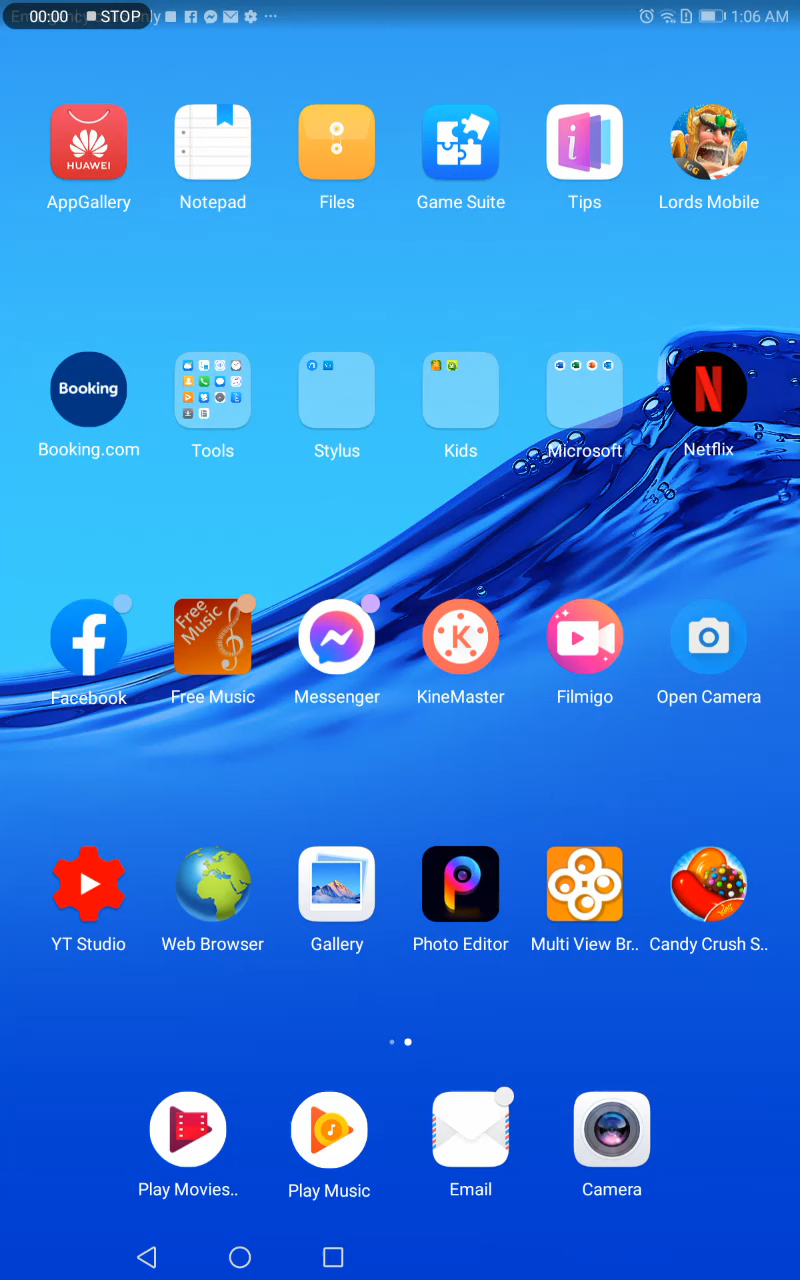 00:00 STOP
1:06 AM
HUAWEI
IGG
AppGallery Notepad Files Game Suite Tips Lords Mobile
Booking
Booking.com Tools Stylus Kids Microsoft Netflix
Free
Music
Facebook Free Music Messenger KineMaster Filmigo Open Camera
YT Studio Web Browser Gallery Photo Editor Multi View Br.. Candy Crush S..
Play Movies.. Play Music Email Camera